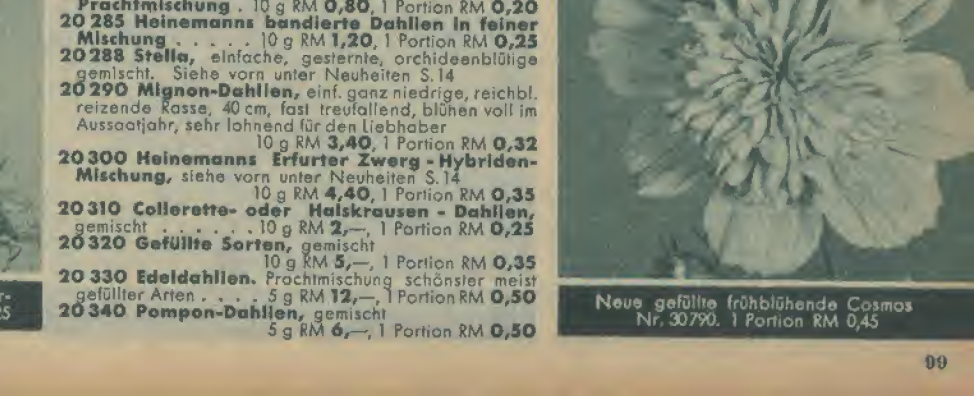 Prachtmischung . 10 g RM 0,80, 1 Portion RM 0,20
20 285 Heinemanns bandierte Dahlien in feiner
Mischung . . . . . 10 g RM 1,20, 1 Portion RM 0,25
20 288 Stella, einfache, gesternte, orchideenblütige
gemischt. Siehe vorn unter Neuheiten S. 14
20 290 Mignon-Dahlien, einf. ganz niedrige, reichbl.
reizende Rasse, 40 cm, fast treufallend, blühen voll im
Aussaatjahr, sehr lohnend für den Liebhaber
10 g RM 3,40, 1 Portion RM 0,32
20 300 Heinemanns Erfurter Zwerg-Hybriden-
Mischung, siehe vorn unter Neuheiten S. 14
10 g RM 4,40, 1 Portion RM 0,35
20 310 Collerette- oder Halskrausen-Dahlien,
gemischt . . . . . . 10 g RM 2,—, 1 Portion RM 0,25
20 320 Gefüllte Sorten, gemischt
10 g RM 5,—, 1 Portion RM 0,35
20 330 Edeldahlien. Prachtmischung schönster meist
gefüllter Arten . . . . 5 g RM 12,—, 1 Portion RM 0,50
20 340 Pompon-Dahlien, gemischt
5 g RM 6,—, 1 Portion RM 0,50
Neue gefüllte frühblühende Cosmos
Nr. 30790. 1 Portion RM 0,45
99